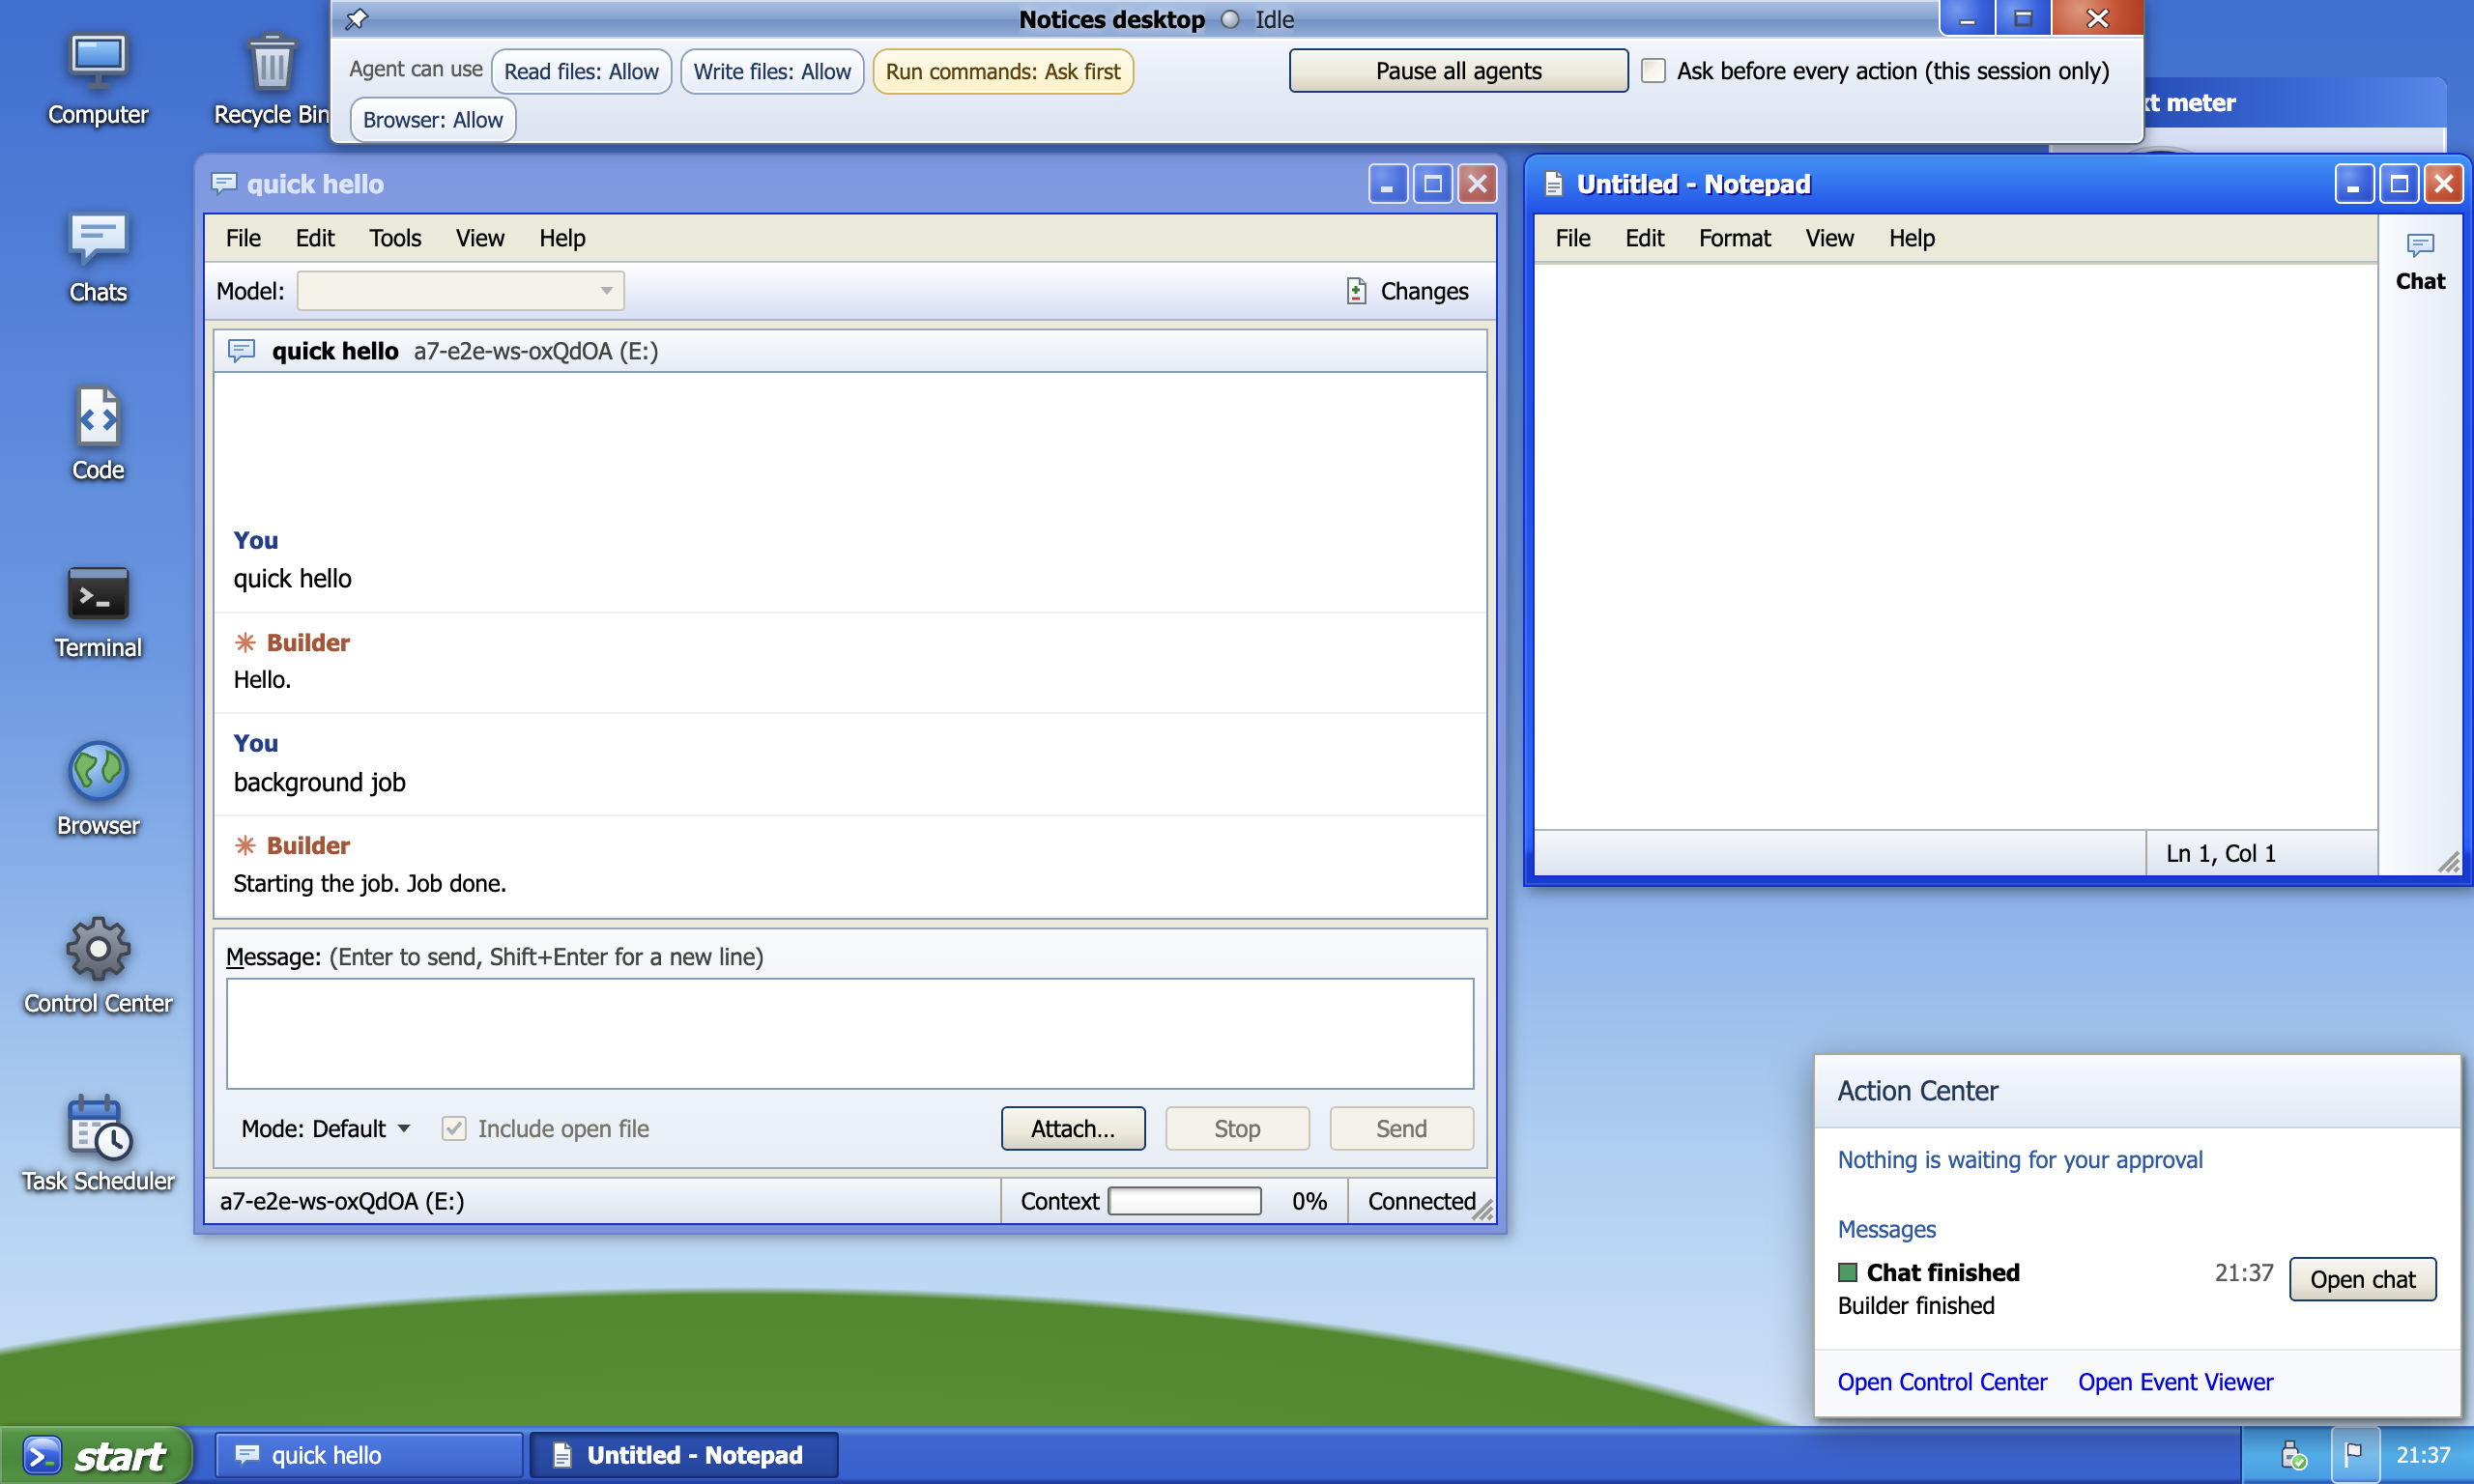 Notices desktop Idle
Agent can use Read files: Allow Write files: Allow Run commands: Ask first Pause all agents Ask before every action (this session only)
Browser: Allow
Computer
Recycle Bin
Chats
Code
Terminal
Browser
Control Center
Task Scheduler
meter
quick hello
File Edit Tools View Help
Model: Changes
quick hello a7-e2e-ws-oxQdOA (E:)
You
quick hello
Builder
Hello.
You
background job
Builder
Starting the job. Job done.
Message: (Enter to send, Shift+Enter for a new line)
Mode: Default Include open file Attach... Stop Send
a7-e2e-ws-oxQdOA (E:) Context 0% Connected
Untitled - Notepad
File Edit Format View Help
Chat
Ln 1, Col 1
Action Center
Nothing is waiting for your approval
Messages
Chat finished 21:37 Open chat
Builder finished
Open Control Center Open Event Viewer
start quick hello Untitled - Notepad 21:37